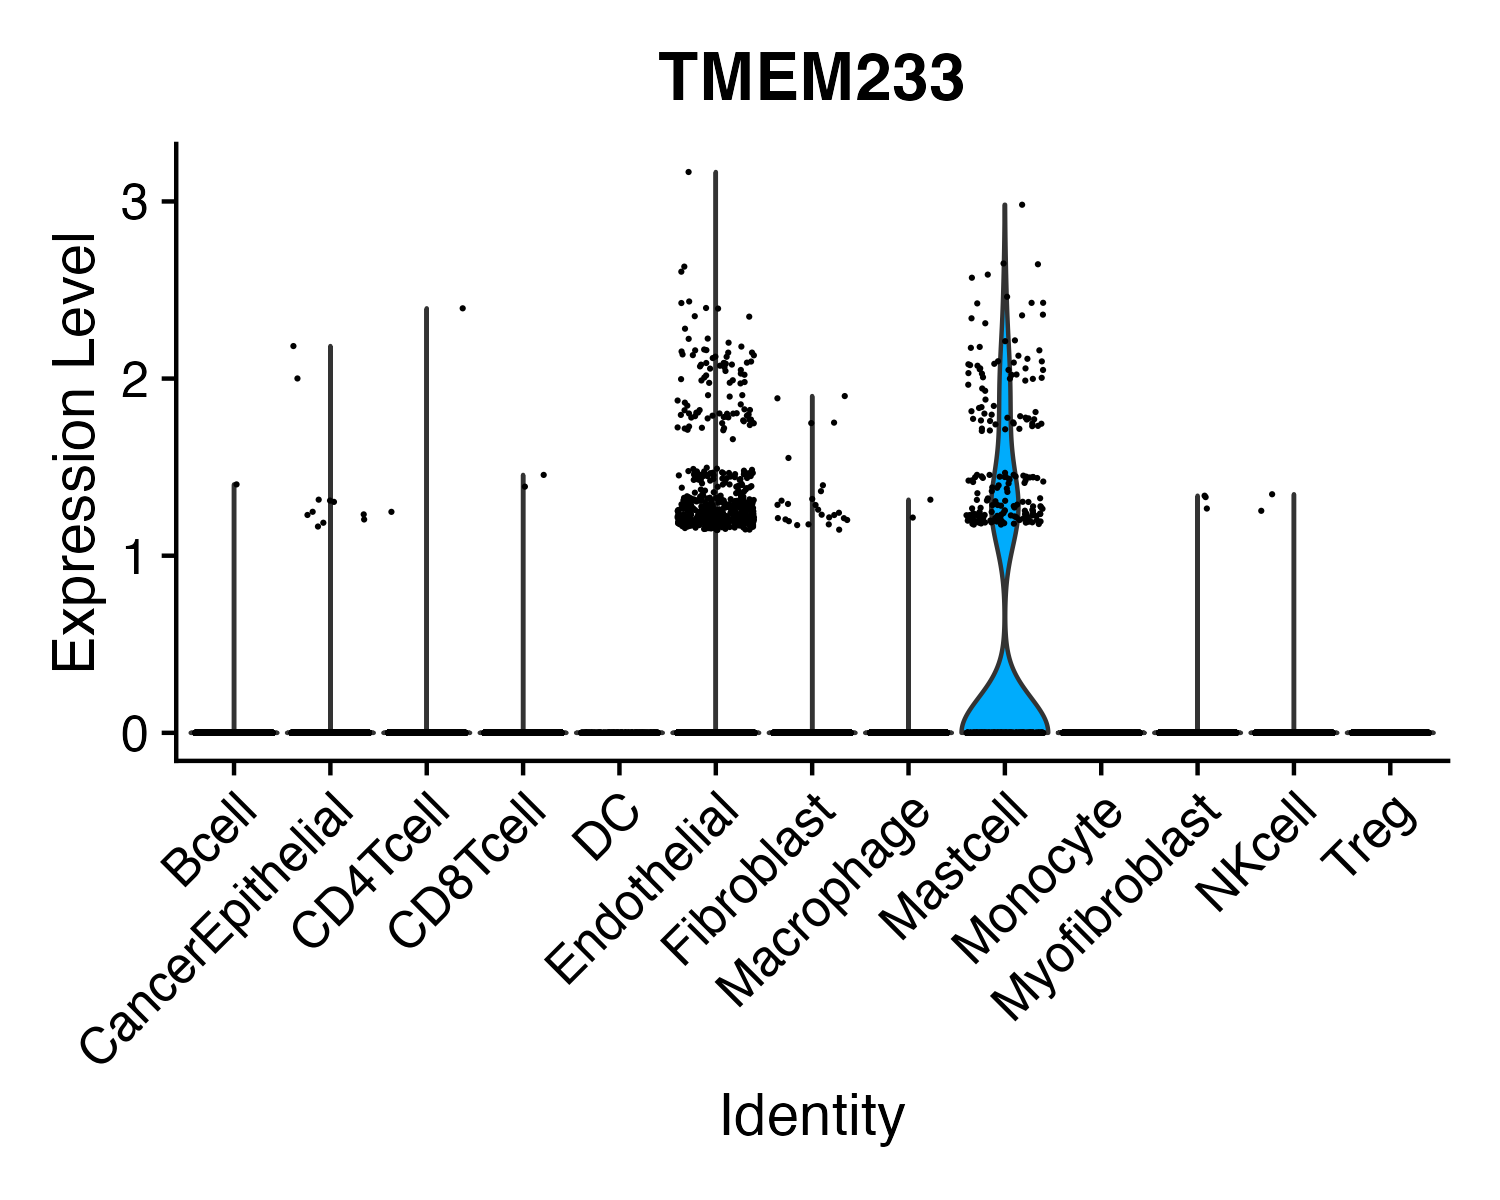 TMEM233
Expression Level
3
2
1
0
Bcell
CancerEpithelial
CD4Tcell
CD8Tcell
DC
Endothelial
Fibroblast
Macrophage
Mastcell
Monocyte
Myofibroblast
NKcell
Treg
Identity